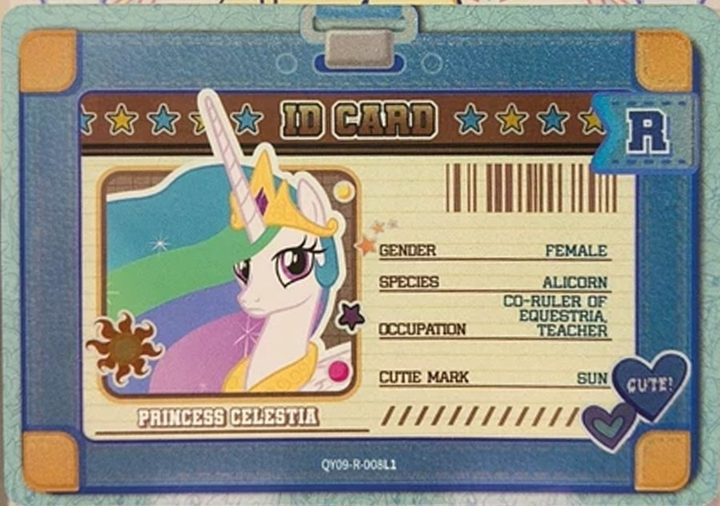 ID CARD
R
GENDER FEMALE
SPECIES ALICORN
OCCUPATION CO-RULER OF
EQUESTRIA,
TEACHER
CUTIE MARK SUN
CUTE!
PRINCESS CELESTIA
QY09-R-008L1